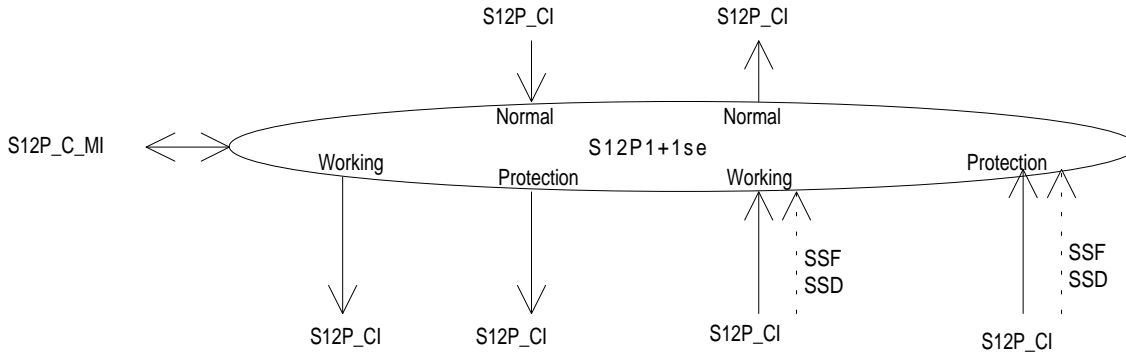 S12P_CI
S12P_CI
Normal
Normal
S12P_C_MI
S12P1+1se
Working
Protection
Working
Protection
SSF
SSD
SSF
SSD
S12P_CI
S12P_CI
S12P_CI
S12P_CI